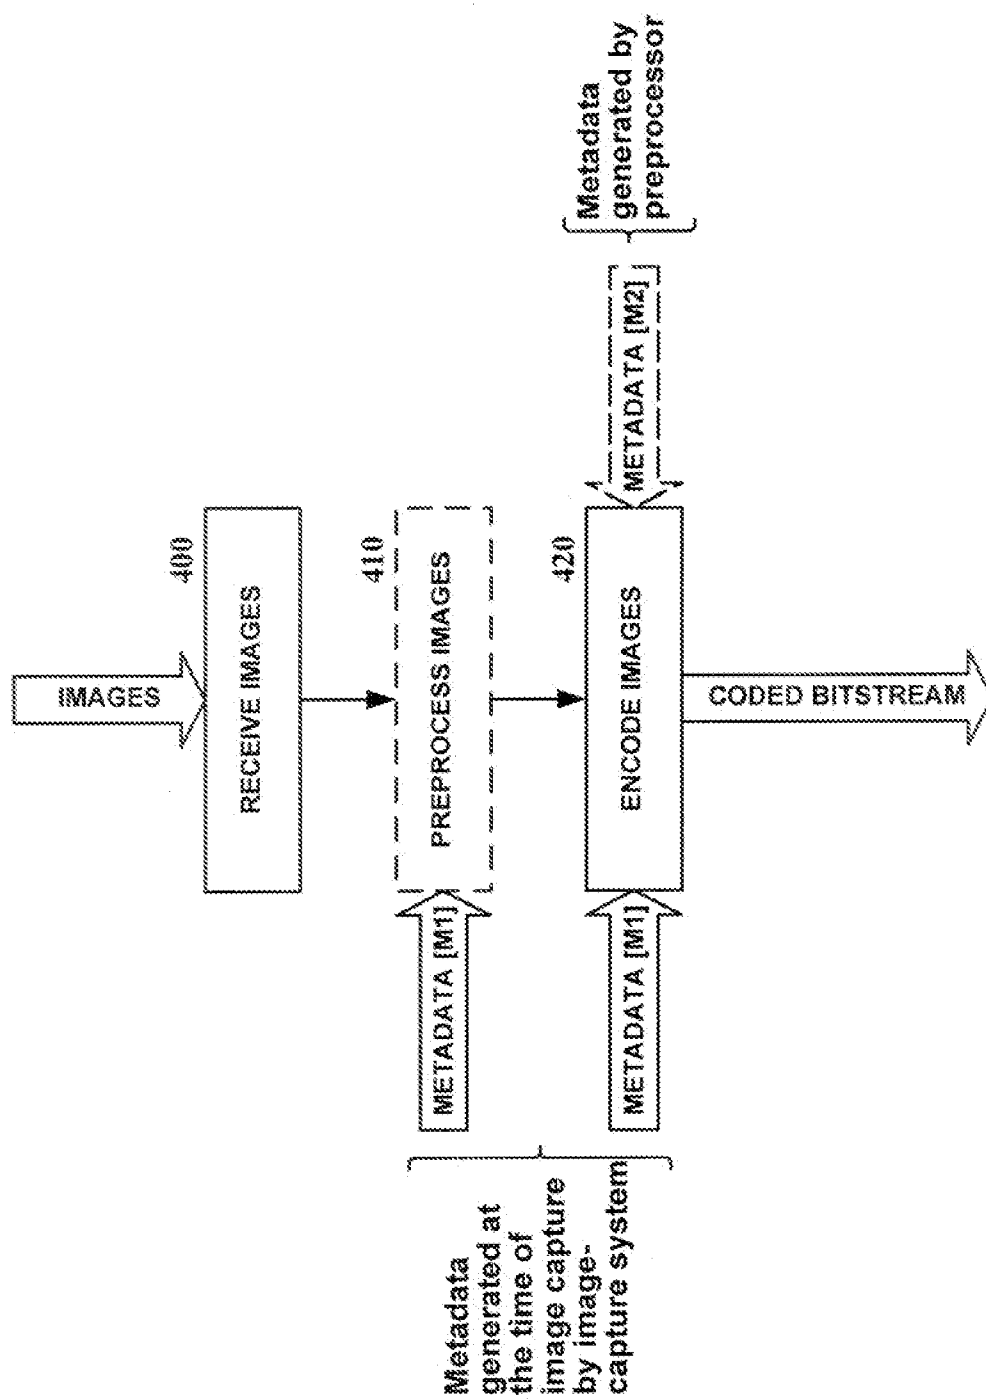 IMAGES
400
RECEIVE IMAGES
410
METADATA [M1]
PREPROCESS IMAGES
420
METADATA [M1]
ENCODE IMAGES
METADATA [M2]
CODED BITSTREAM
Metadata
generated at
the time of
image capture
by image-
capture system
Metadata
generated by
preprocessor